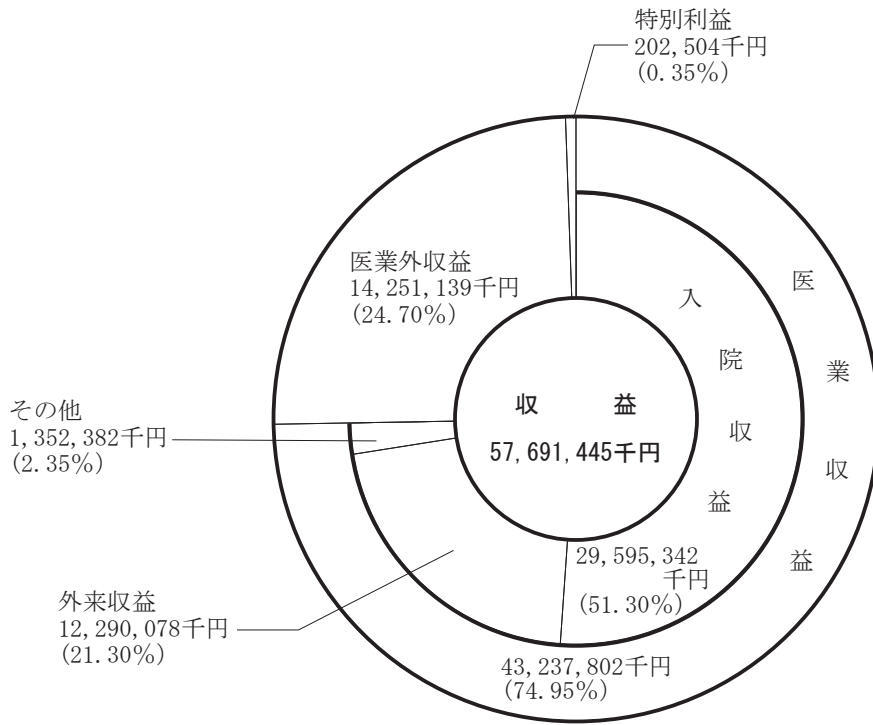 特別利益
202,504千円
(0.35%)
医業外収益
14,251,139千円
(24.70%)
医業収益
入院収益
収益
57,691,445千円
その他
1,352,382千円
(2.35%)
29,595,342
千円
(51.30%)
外来収益
12,290,078千円
(21.30%)
43,237,802千円
(74.95%)